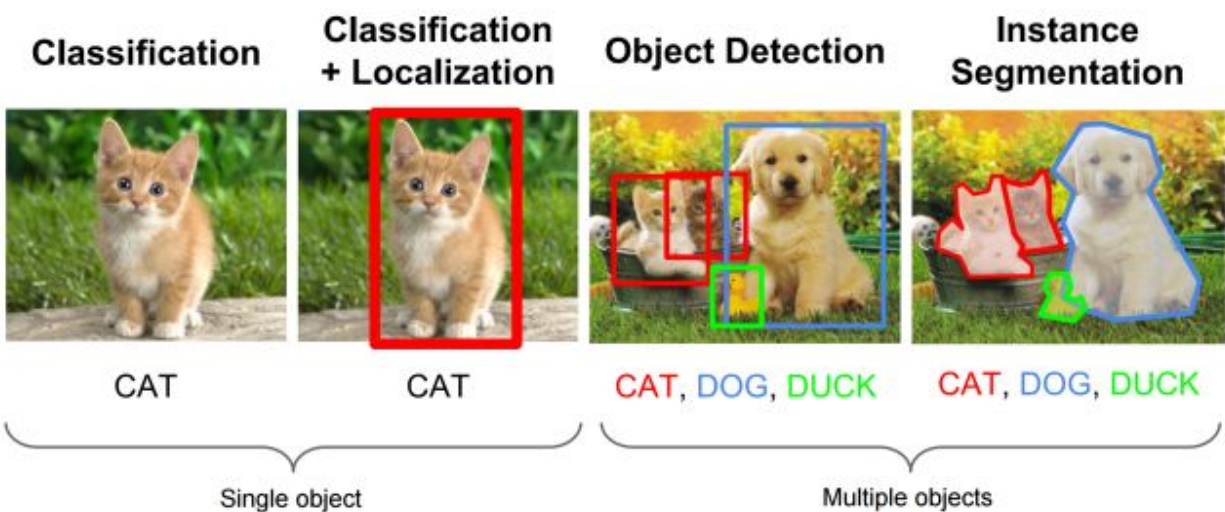 Classification
Classification
+ Localization
Object Detection
Instance
Segmentation
CAT
CAT
CAT, DOG, DUCK
CAT, DOG, DUCK
Single object
Multiple objects